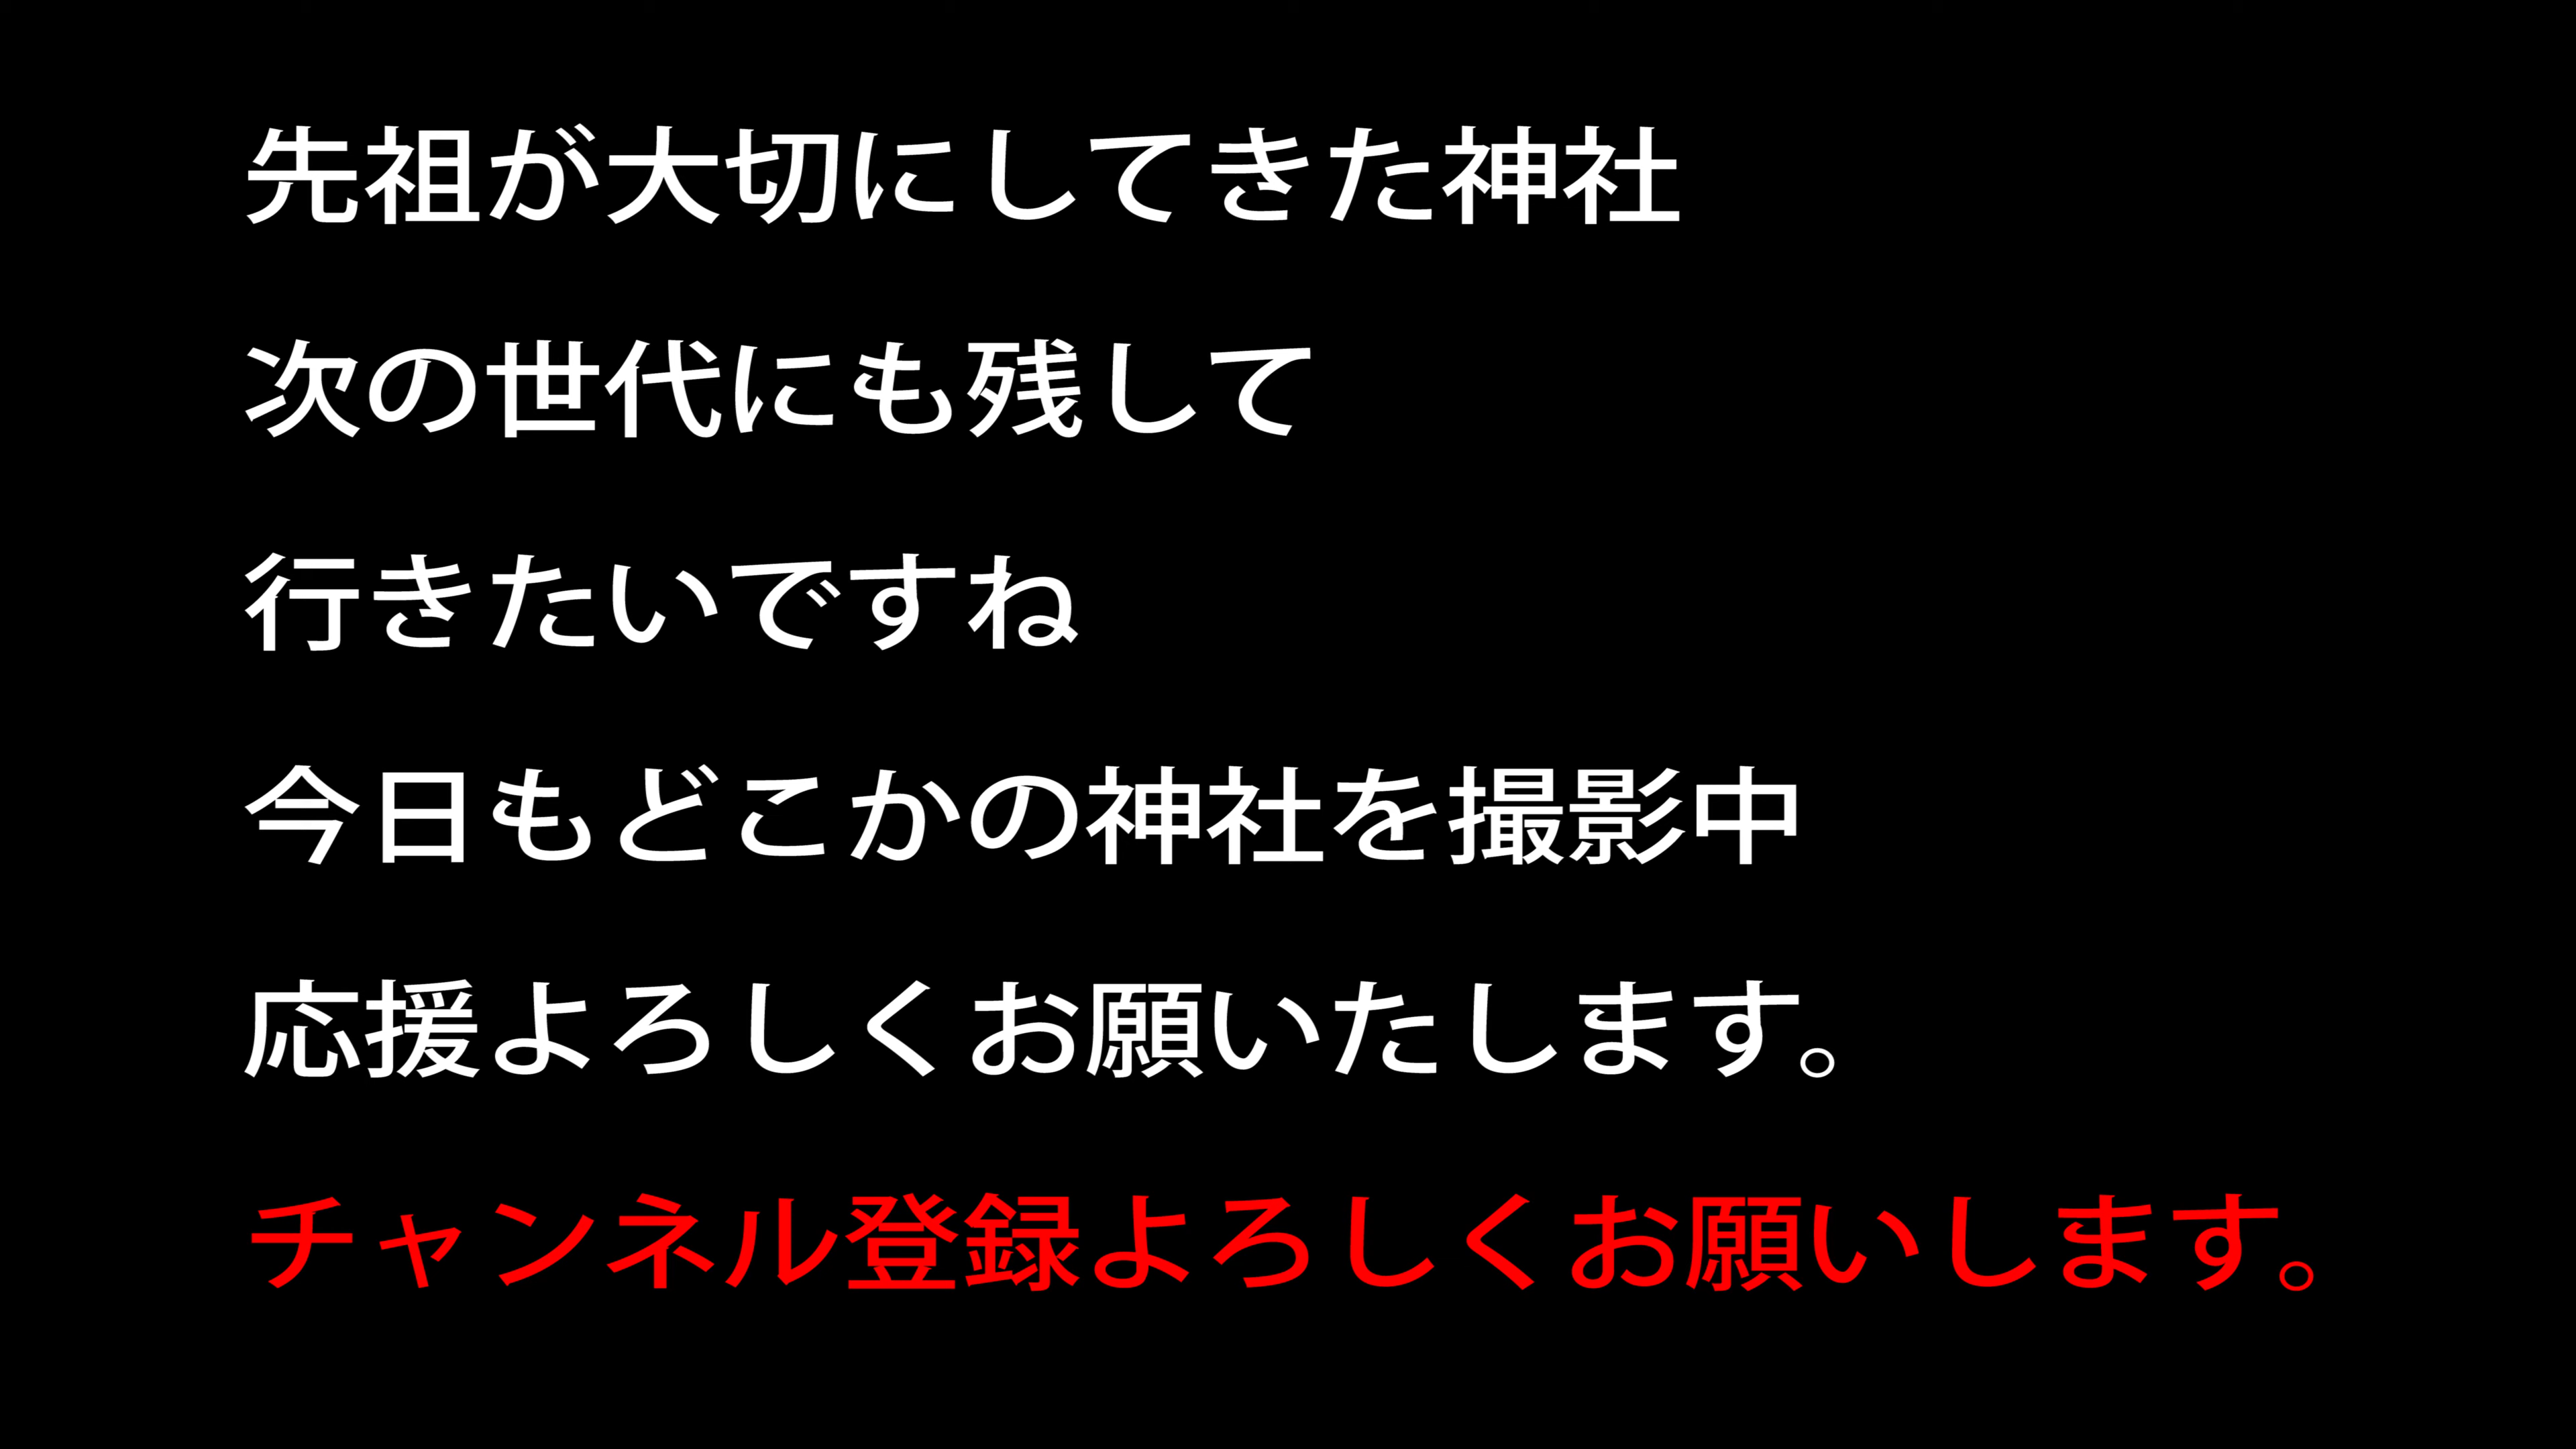 先祖が大切にしてきた神社
次の世代にも残して
行きたいですね
今日もどこかの神社を撮影中
応援よろしくお願いたします。
チャンネル登録よろしくお願いします。